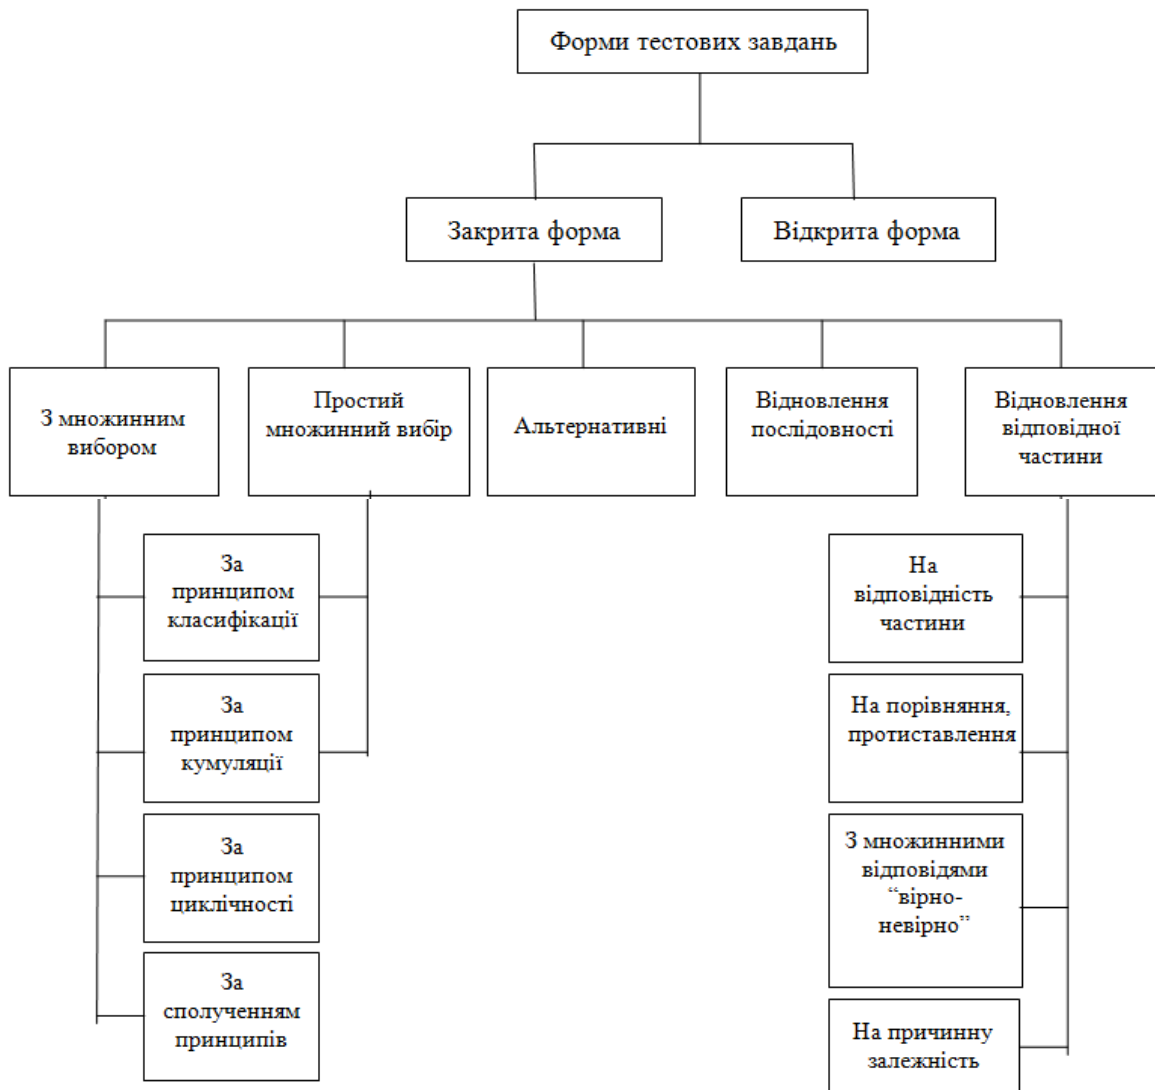 Форми тестових завдань
Закрита форма
Відкрита форма
З множинним
вибором
Простий
множинний вибір
Альтернативні
Відновлення
послідовності
Відновлення
відповідної
частини
За
принципом
класифікації
За
принципом
кумуляції
За
принципом
циклічності
За
сполученням
принципів
На
відповідність
частини
На порівняння,
протиставлення
З множинними
відповідями
“вірно-
невірно”
На причинну
залежність